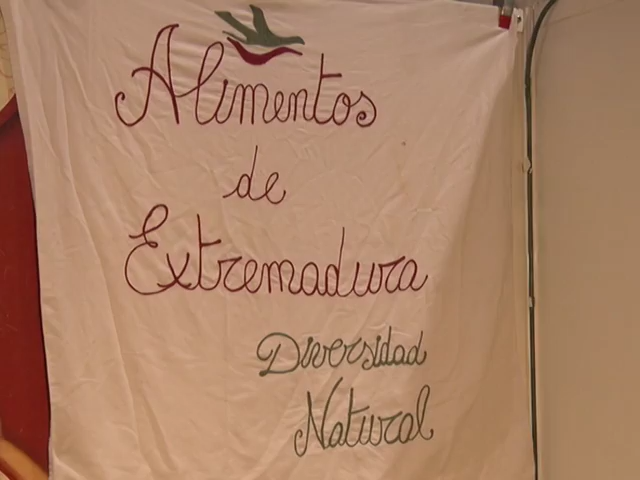 Alimentos
de
Extremadura
Diversidad
Natural